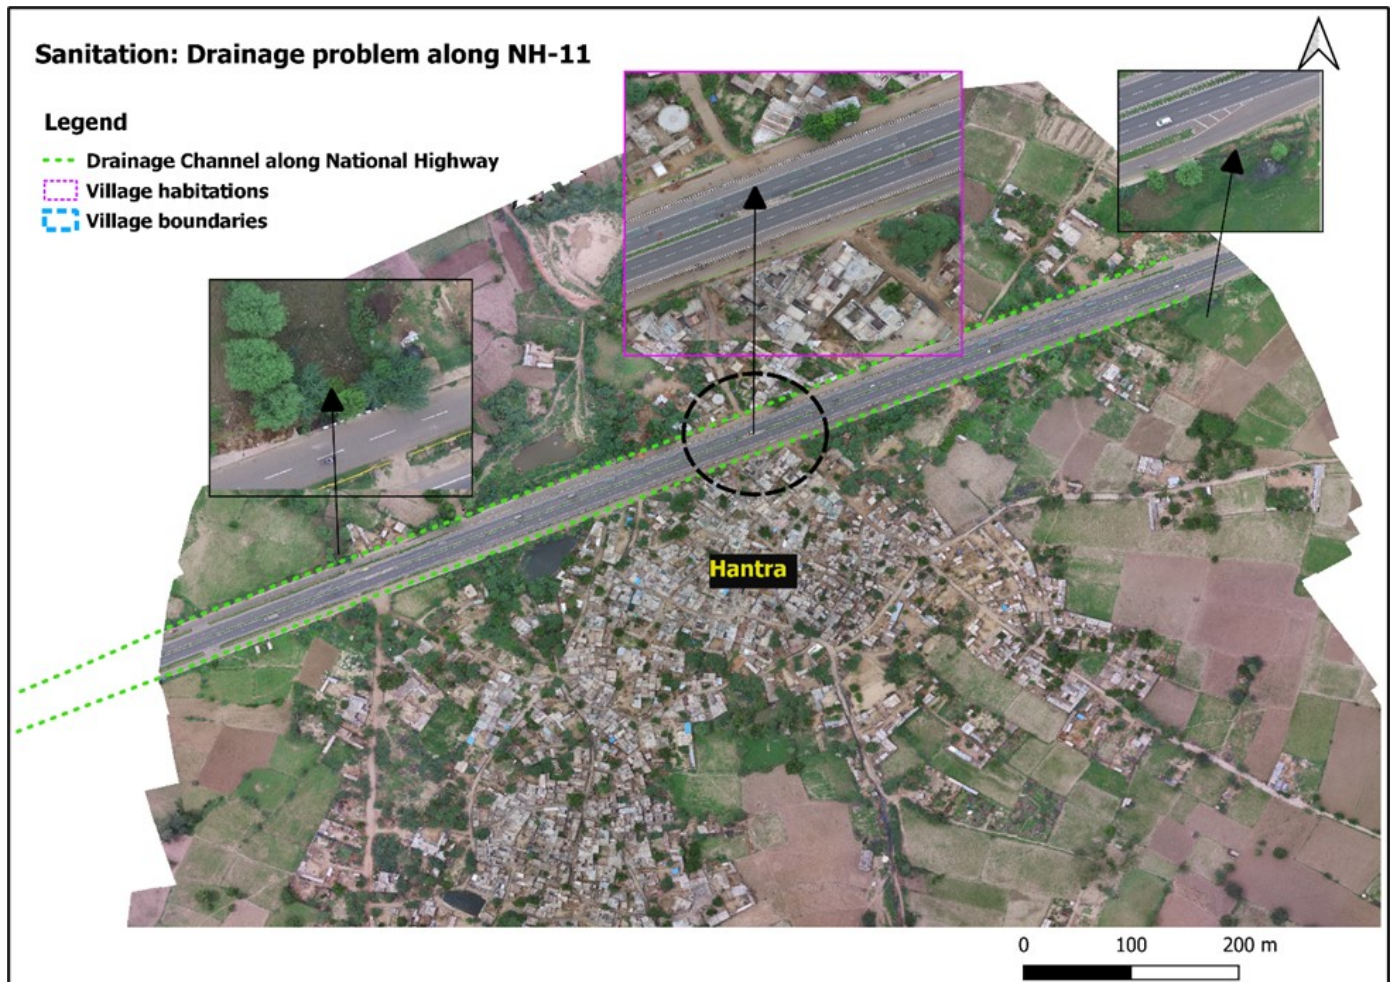 Sanitation: Drainage problem along NH-11
Legend
Drainage Channel along National Highway
Village habitations
Village boundaries
Hantra
0 100 200 m